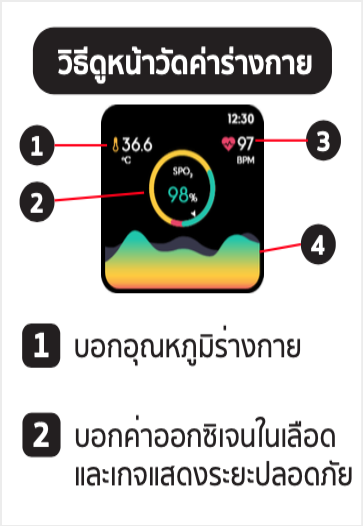 วิธีดูหน้าวัดค่าร่างกาย
12:30
1
36.6
°C
SPO₂
98%
97
BPM
3
2
4
1 บอกอุณหภูมิร่างกาย
2 บอกค่าออกซิเจนในเลือด
และเกจแสดงระยะปลอดภัย